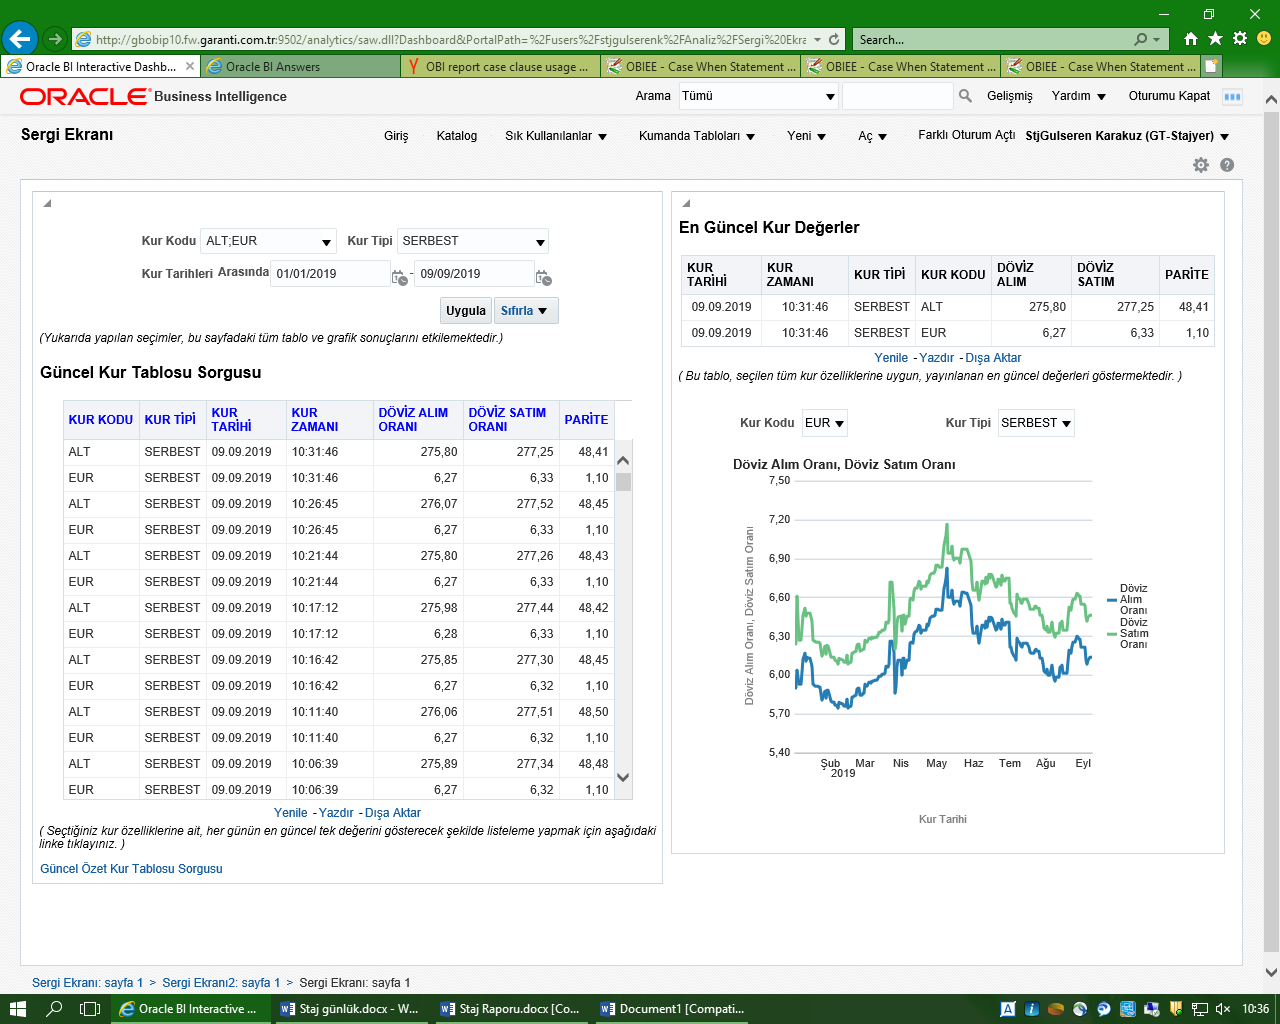 http://gbobip10.fw.garanti.com.tr:9502/analytics/saw.dll?Dashboard&PortalPath=%2Fusers%2Fstjgulserenk%2FAnaliz%2FSergi%20Ekra
Search...
Oracle BI Interactive Dashb...
Oracle BI Answers
OBI report case clause usage ...
OBIEE - Case When Statement ...
OBIEE - Case When Statement ...
OBIEE - Case When Statement ...
ORACLE Business Intelligence
Arama Tümü Gelişmiş Yardım Oturumu Kapat
Sergi Ekranı
Giriş Katalog Sık Kullanılanlar Kumanda Tabloları Yeni Aç Farklı Oturum Açtı StjGulseren Karakuz (GT-Stajyer)
Kur Kodu ALT;EUR Kur Tipi SERBEST
Kur Tarihleri Arasında 01/01/2019 - 09/09/2019
Uygula Sıfırla
(Yukarıda yapılan seçimler, bu sayfadaki tüm tablo ve grafik sonuçlarını etkilemektedir.)
Güncel Kur Tablosu Sorgusu
KUR KODU KUR TİPİ KUR TARİHİ KUR ZAMANI DÖVİZ ALIM ORANI DÖVİZ SATIM ORANI PARİTE
ALT SERBEST 09.09.2019 10:31:46 275,80 277,25 48,41
EUR SERBEST 09.09.2019 10:31:46 6,27 6,33 1,10
ALT SERBEST 09.09.2019 10:26:45 276,07 277,52 48,45
EUR SERBEST 09.09.2019 10:26:45 6,27 6,33 1,10
ALT SERBEST 09.09.2019 10:21:44 275,80 277,26 48,43
EUR SERBEST 09.09.2019 10:21:44 6,27 6,33 1,10
ALT SERBEST 09.09.2019 10:17:12 275,98 277,44 48,42
EUR SERBEST 09.09.2019 10:17:12 6,28 6,33 1,10
ALT SERBEST 09.09.2019 10:16:42 275,85 277,30 48,45
EUR SERBEST 09.09.2019 10:16:42 6,27 6,32 1,10
ALT SERBEST 09.09.2019 10:11:40 276,06 277,51 48,50
EUR SERBEST 09.09.2019 10:11:40 6,27 6,32 1,10
ALT SERBEST 09.09.2019 10:06:39 275,89 277,34 48,48
EUR SERBEST 09.09.2019 10:06:39 6,27 6,32 1,10
Yenile - Yazdır - Dışa Aktar
( Seçtiğiniz kur özelliklerine ait, her günün en güncel tek değerini gösterecek şekilde listeleme yapmak için aşağıdaki
linke tıklayınız. )
Güncel Özet Kur Tablosu Sorgusu
En Güncel Kur Değerler
KUR TARİHİ KUR ZAMANI KUR TİPİ KUR KODU DÖVİZ ALIM DÖVİZ SATIM PARİTE
09.09.2019 10:31:46 SERBEST ALT 275,80 277,25 48,41
09.09.2019 10:31:46 SERBEST EUR 6,27 6,33 1,10
Yenile - Yazdır - Dışa Aktar
( Bu tablo, seçilen tüm kur özelliklerine uygun, yayınlanan en güncel değerleri göstermektedir. )
Kur Kodu EUR Kur Tipi SERBEST
Döviz Alım Oranı, Döviz Satım Oranı
Döviz Alım Oranı, Döviz Satım Oranı
7,50
7,20
6,90
6,60
6,30
6,00
5,70
5,40
Şub Mar Nis May Haz Tem Ağu Eyl
2019
Kur Tarihi
Döviz
Alım
Oranı
Döviz
Satım
Oranı
Sergi Ekranı: sayfa 1 > Sergi Ekranı2: sayfa 1 > Sergi Ekranı: sayfa 1
Oracle BI Interactive ...
Staj günlük.docx - W...
Staj Raporu.docx [Co...
Document1 [Compati...
10:36